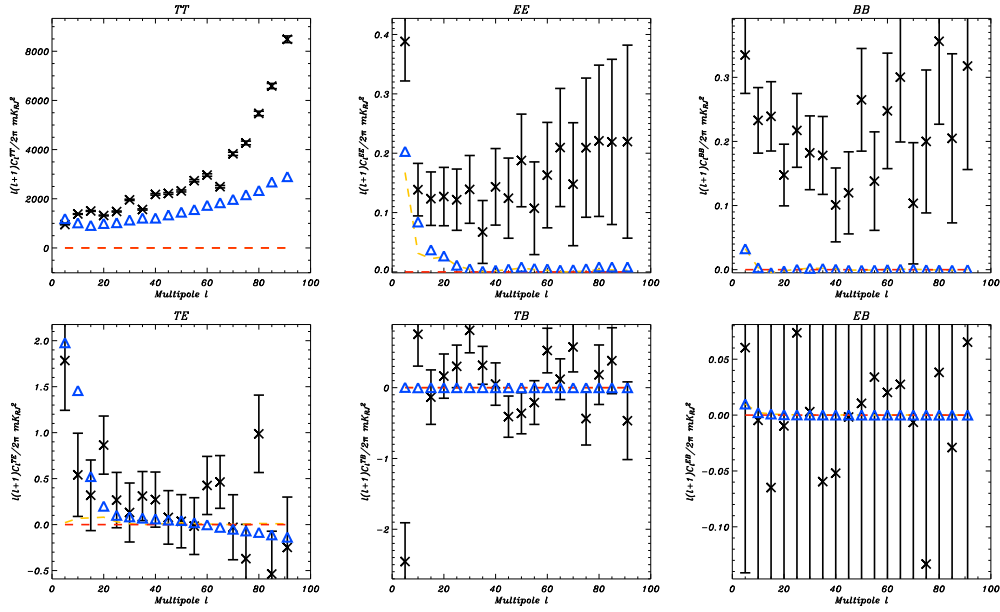 TT
l(l+1)C_l^TT/2π mK_RJ^2
8000
6000
4000
2000
0
0 20 40 60 80 100
Multipole l
EE
l(l+1)C_l^EE/2π mK_RJ^2
0.4
0.3
0.2
0.1
0.0
0 20 40 60 80 100
Multipole l
BB
l(l+1)C_l^BB/2π mK_RJ^2
0.3
0.2
0.1
0.0
0 20 40 60 80 100
Multipole l
TE
l(l+1)C_l^TE/2π mK_RJ^2
2.0
1.5
1.0
0.5
0.0
-0.5
0 20 40 60 80 100
Multipole l
TB
l(l+1)C_l^TB/2π mK_RJ^2
0
-1
-2
0 20 40 60 80 100
Multipole l
EB
l(l+1)C_l^EB/2π mK_RJ^2
0.05
0.00
-0.05
-0.10
0 20 40 60 80 100
Multipole l